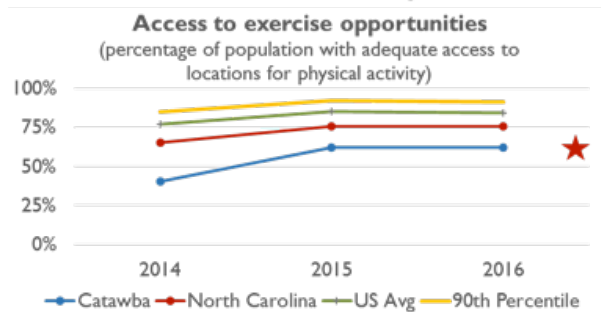 Access to exercise opportunities
(percentage of population with adequate access to
locations for physical activity)
100%
75%
50%
25%
0%
2014 2015 2016
Catawba North Carolina US Avg 90th Percentile